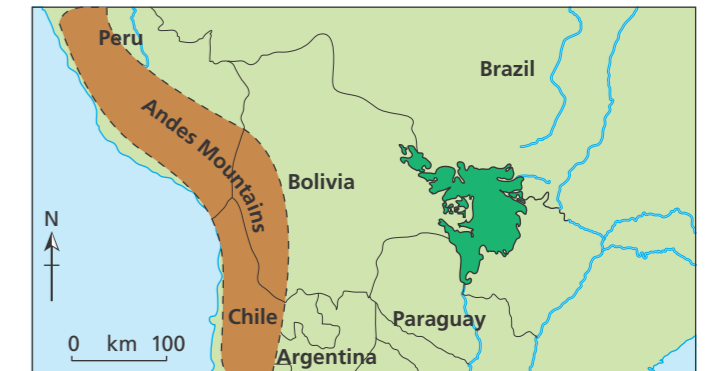 Peru
Brazil
Andes Mountains
Bolivia
N
Chile
Paraguay
0 km 100
Argentina